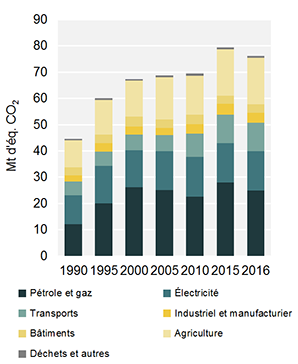 90
80
70
60
50
40
30
20
10
0
Mt d'éq. CO₂
1990 1995 2000 2005 2010 2015 2016
Pétrole et gaz Électricité
Transports Industriel et manufacturier
Bâtiments Agriculture
Déchets et autres